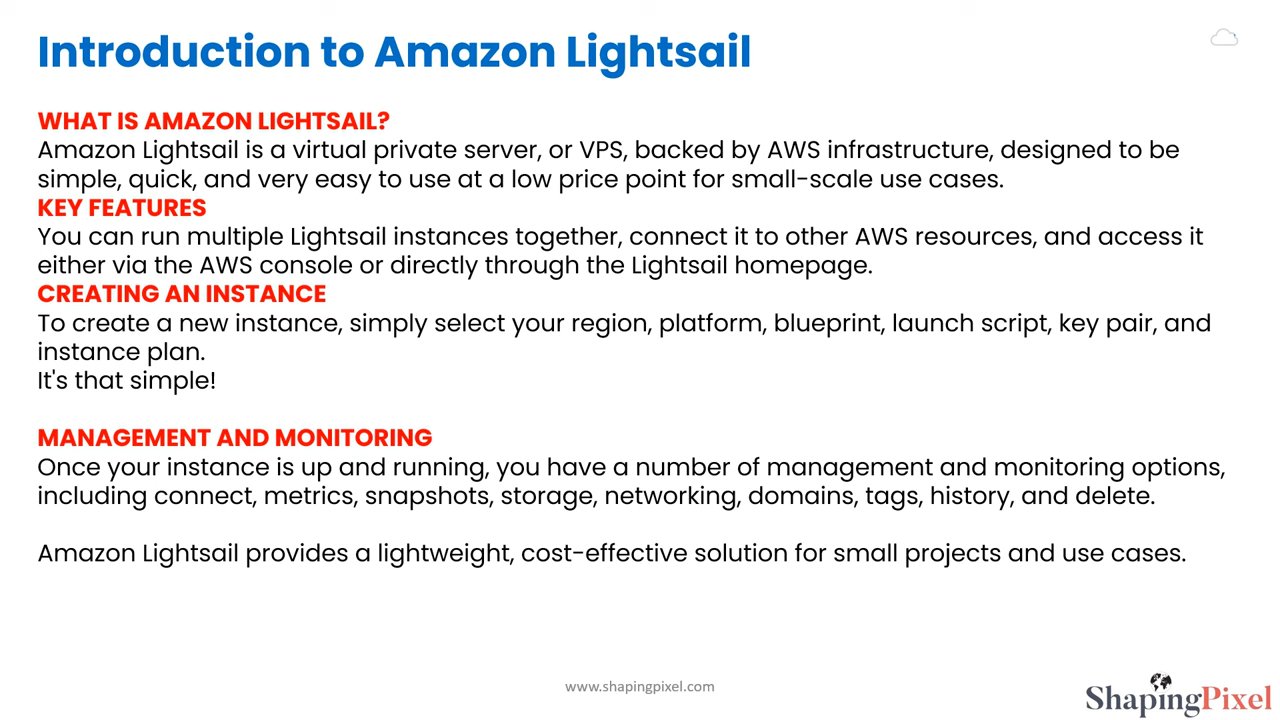 Introduction to Amazon Lightsail
WHAT IS AMAZON LIGHTSAIL?
Amazon Lightsail is a virtual private server, or VPS, backed by AWS infrastructure, designed to be
simple, quick, and very easy to use at a low price point for small-scale use cases.
KEY FEATURES
You can run multiple Lightsail instances together, connect it to other AWS resources, and access it
either via the AWS console or directly through the Lightsail homepage.
CREATING AN INSTANCE
To create a new instance, simply select your region, platform, blueprint, launch script, key pair, and
instance plan.
It's that simple!
MANAGEMENT AND MONITORING
Once your instance is up and running, you have a number of management and monitoring options,
including connect, metrics, snapshots, storage, networking, domains, tags, history, and delete.
Amazon Lightsail provides a lightweight, cost-effective solution for small projects and use cases.
www.shapingpixel.com
ShapingPixel